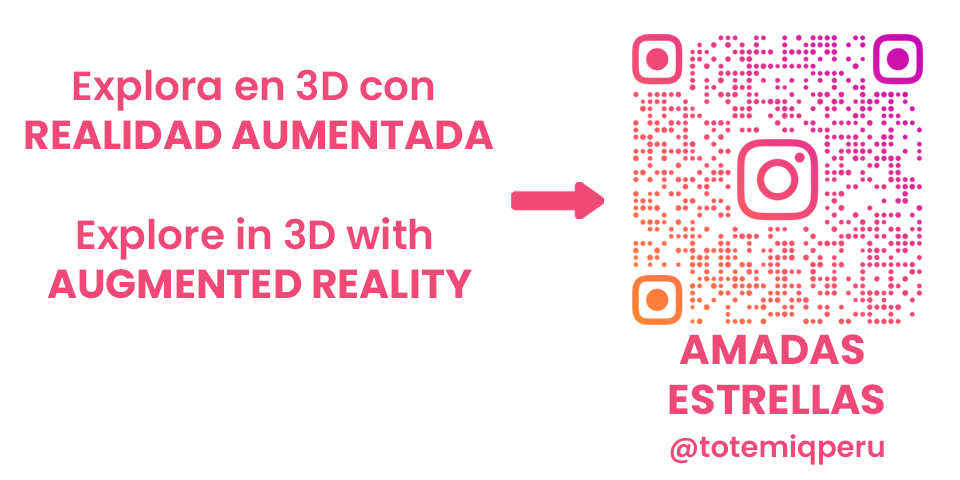 Explora en 3D con
REALIDAD AUMENTADA
Explore in 3D with
AUGMENTED REALITY
AMADAS
ESTRELLAS
@totemiqperu